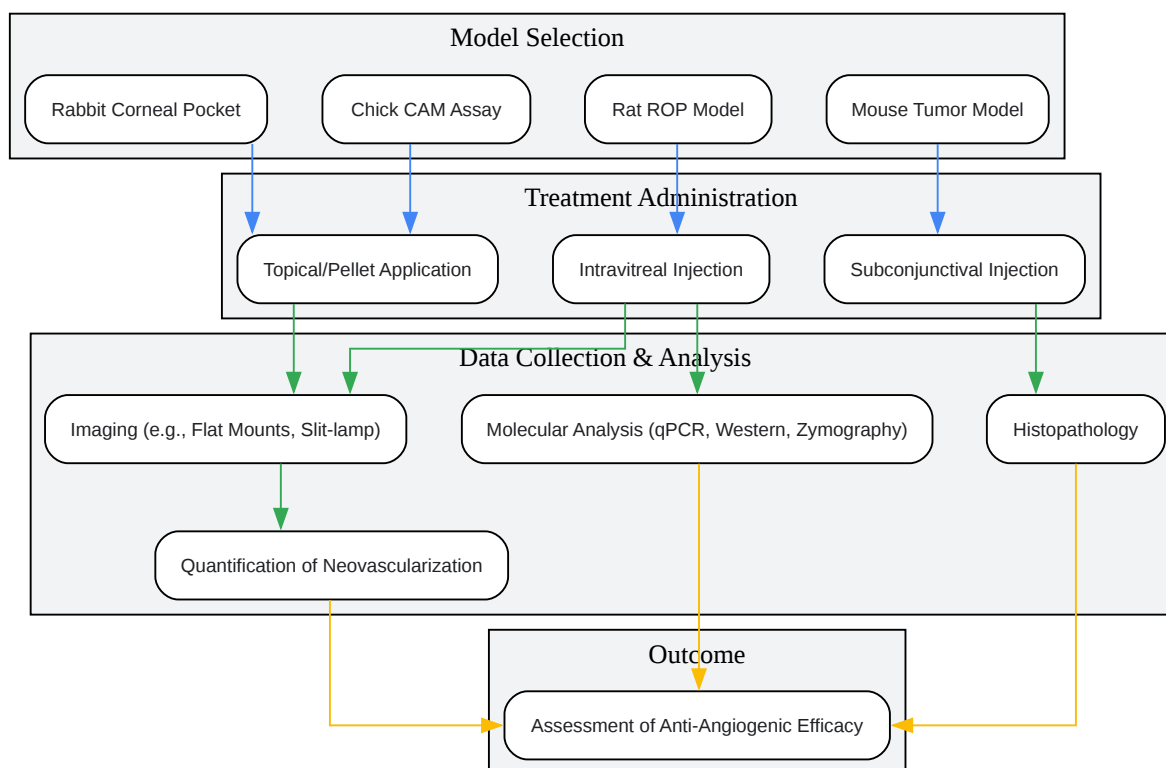 Model Selection
Rabbit Corneal Pocket
Chick CAM Assay
Rat ROP Model
Mouse Tumor Model
Treatment Administration
Topical/Pellet Application
Intravitreal Injection
Subconjunctival Injection
Data Collection & Analysis
Imaging (e.g., Flat Mounts, Slit-lamp)
Molecular Analysis (qPCR, Western, Zymography)
Histopathology
Quantification of Neovascularization
Outcome
Assessment of Anti-Angiogenic Efficacy